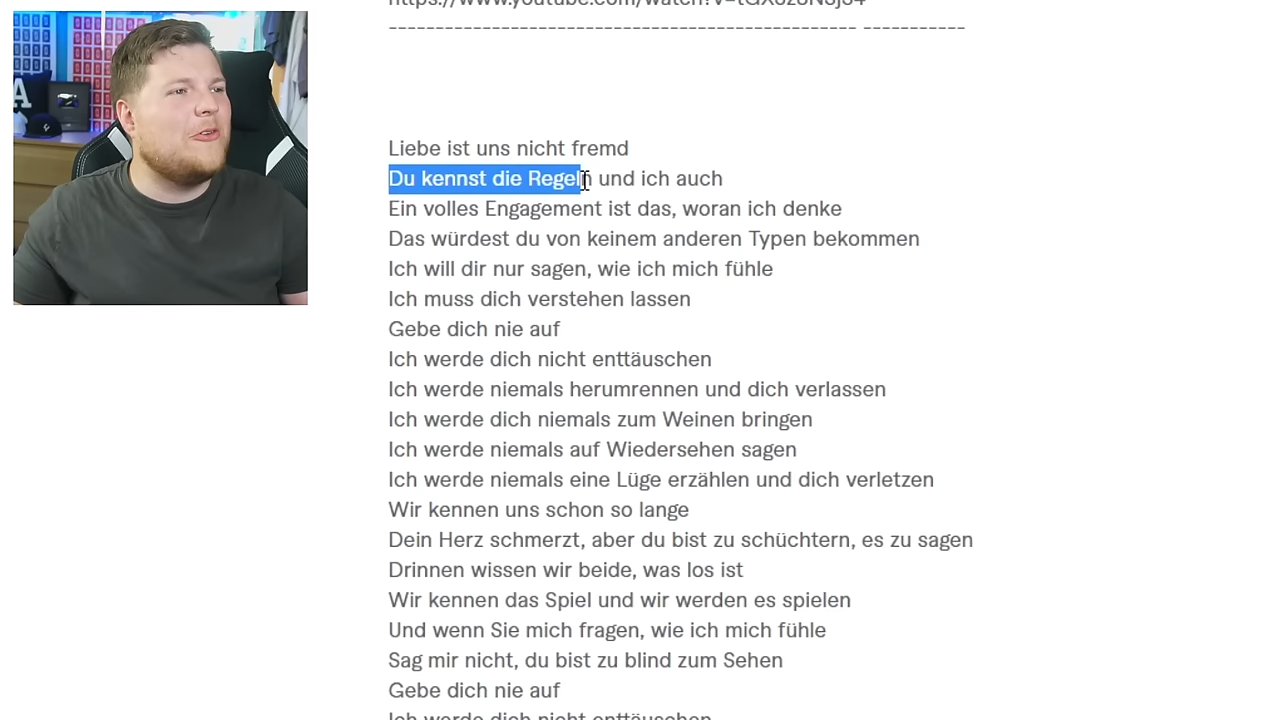 -------------------------------------------------- -----------
Liebe ist uns nicht fremd
Du kennst die Regeln und ich auch
Ein volles Engagement ist das, woran ich denke
Das würdest du von keinem anderen Typen bekommen
Ich will dir nur sagen, wie ich mich fühle
Ich muss dich verstehen lassen
Gebe dich nie auf
Ich werde dich nicht enttäuschen
Ich werde niemals herumrennen und dich verlassen
Ich werde dich niemals zum Weinen bringen
Ich werde niemals auf Wiedersehen sagen
Ich werde niemals eine Lüge erzählen und dich verletzen
Wir kennen uns schon so lange
Dein Herz schmerzt, aber du bist zu schüchtern, es zu sagen
Drinnen wissen wir beide, was los ist
Wir kennen das Spiel und wir werden es spielen
Und wenn Sie mich fragen, wie ich mich fühle
Sag mir nicht, du bist zu blind zum Sehen
Gebe dich nie auf
Ich werde dich nicht enttäuschen